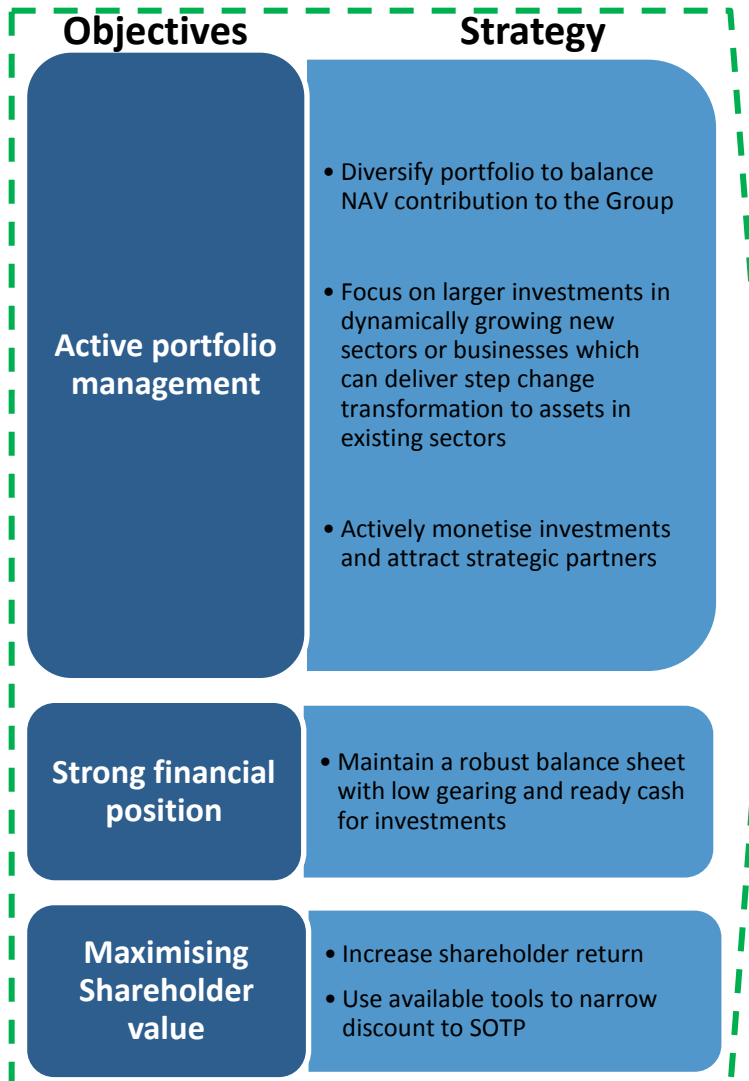 Objectives
Strategy
Active portfolio
management
• Diversify portfolio to balance
NAV contribution to the Group
• Focus on larger investments in
dynamically growing new
sectors or businesses which
can deliver step change
transformation to assets in
existing sectors
• Actively monetise investments
and attract strategic partners
Strong financial
position
• Maintain a robust balance sheet
with low gearing and ready cash
for investments
Maximising
Shareholder
value
• Increase shareholder return
• Use available tools to narrow
discount to SOTP